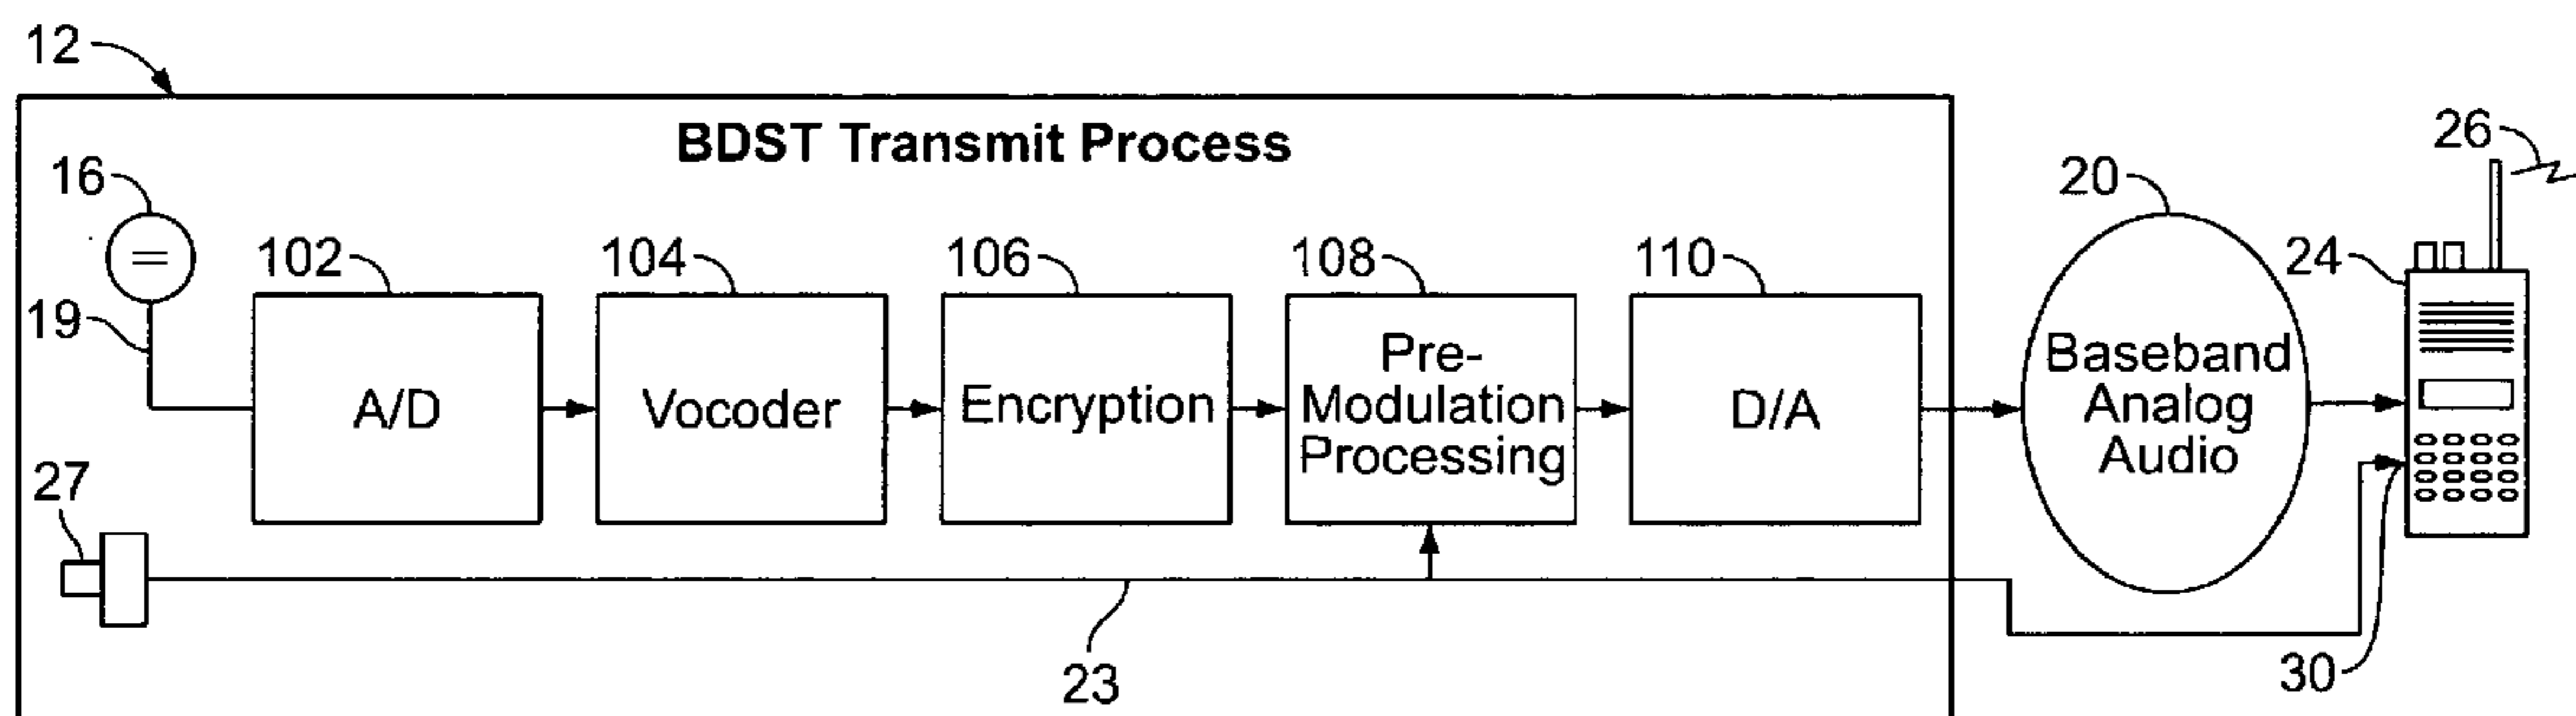 12
BDST Transmit Process
26
16
20
102
104
106
108
110
24
19
A/D
Vocoder
Encryption
Pre-
Modulation
Processing
D/A
Baseband
Analog
Audio
27
23
30